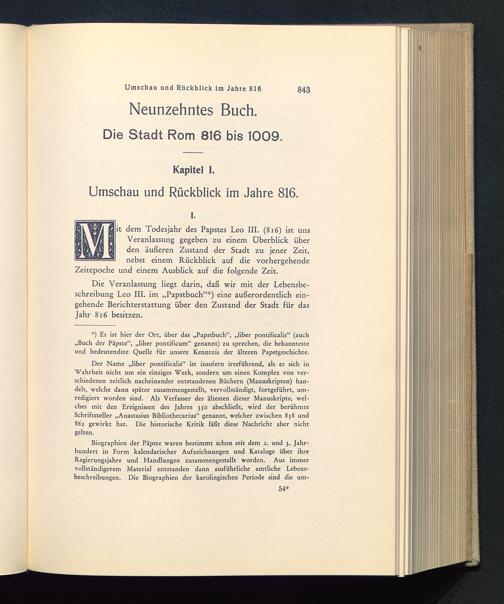 Umschau und Rückblick im Jahre 816 843
Neunzehntes Buch.
Die Stadt Rom 816 bis 1009.
Kapitel I.
Umschau und Rückblick im Jahre 816.
I.
Mit dem Todesjahr des Papstes Leo III. (816) ist uns
Veranlassung gegeben zu einem Überblick über
den äußeren Zustand der Stadt zu jener Zeit,
nebst einem Rückblick auf die vorhergehende
Zeitepoche und einem Ausblick auf die folgende Zeit.
Die Veranlassung liegt darin, daß wir mit der Lebensbe-
schreibung Leo III. im „Papstbuch"*) eine außerordentlich ein-
gehende Berichterstattung über den Zustand der Stadt für das
Jahr 816 besitzen.
*) Es ist hier der Ort, über das „Papstbuch", „liber pontificalis" (auch
„Buch der Päpste", „liber pontificum" genannt) zu sprechen, die bekannteste
und bedeutendste Quelle für unsere Kenntnis der älteren Papstgeschichte.
Der Name „liber pontificalis" ist insofern irreführend, als es sich in
Wahrheit nicht um ein einziges Werk, sondern um einen Komplex von ver-
schiedenen zeitlich nacheinander entstandenen Büchern (Manuskripten) han-
delt, welche dann später zusammengestellt, vervollständigt, fortgeführt, um-
redigiert worden sind. Als Verfasser des ältesten dieser Manuskripte, wel-
ches mit den Ereignissen des Jahres 350 abschließt, wird der berühmte
Schriftsteller „Anastasius Bibliothecarius" genannt, welcher zwischen 858 und
862 gewirkt hat. Die historische Kritik läßt diese Nachricht aber nicht
gelten.
Biographien der Päpste waren bestimmt schon seit dem 2. und 3. Jahr-
hundert in Form kalendarischer Aufzeichnungen und Kataloge über ihre
Regierungsjahre und Handlungen zusammengestellt worden. Aus immer
vollständigerem Material entstanden dann ausführliche amtliche Lebens-
beschreibungen. Die Biographien der karolingischen Periode sind die um-
54*